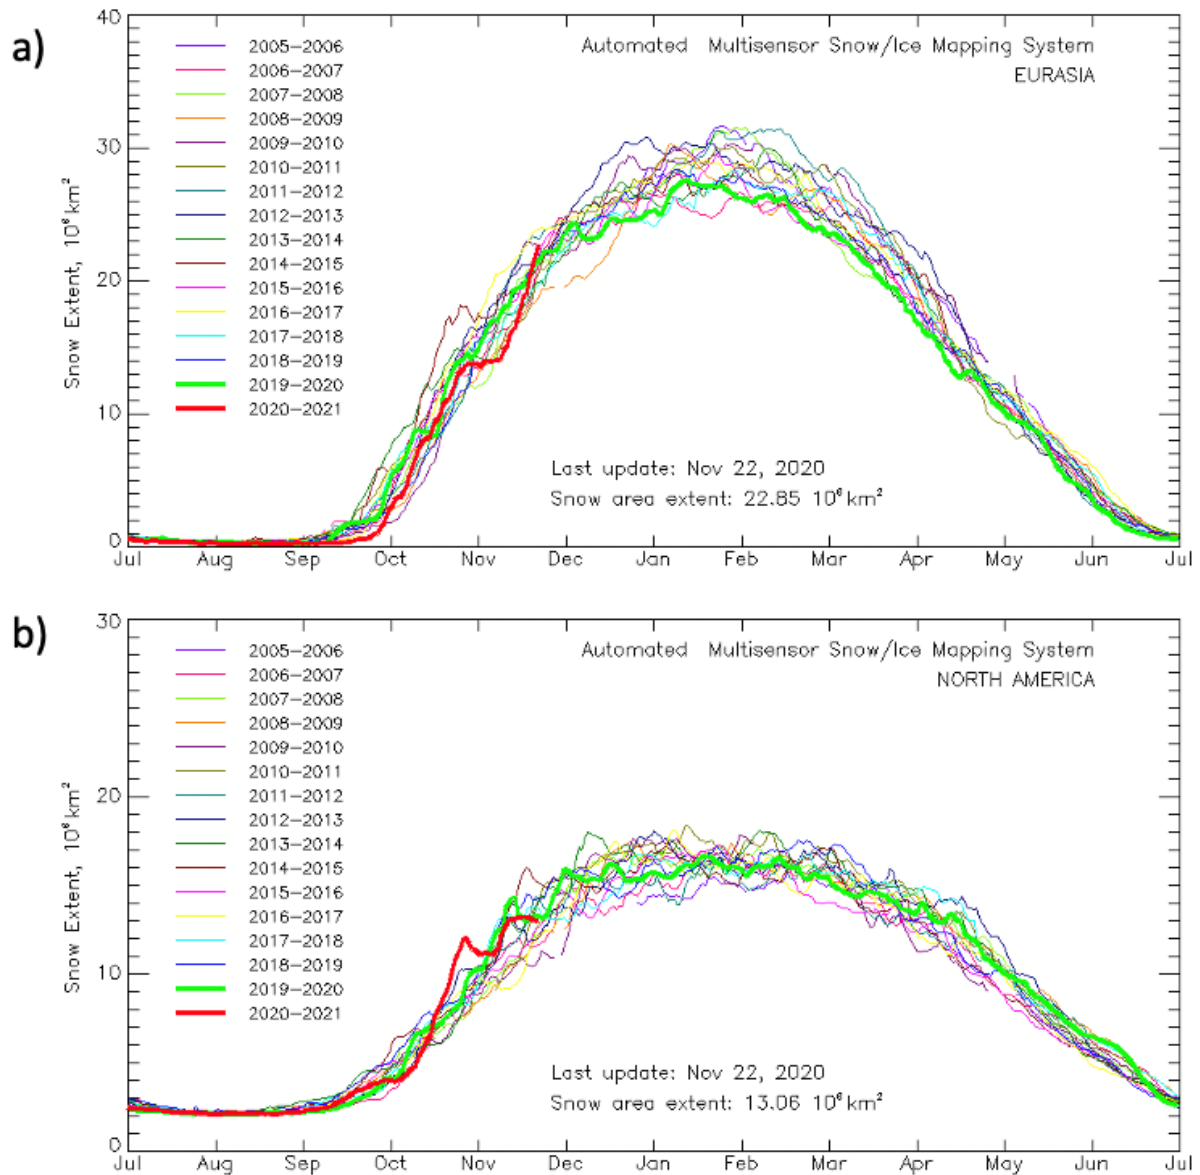 a)
40
30
20
10
0
Snow Extent, 10⁶ km²
Automated Multisensor Snow/Ice Mapping System
EURASIA
2005–2006
2006–2007
2007–2008
2008–2009
2009–2010
2010–2011
2011–2012
2012–2013
2013–2014
2014–2015
2015–2016
2016–2017
2017–2018
2018–2019
2019–2020
2020–2021
Last update: Nov 22, 2020
Snow area extent: 22.85 10⁶ km²
Jul Aug Sep Oct Nov Dec Jan Feb Mar Apr May Jun Jul
b)
30
20
10
0
Snow Extent, 10⁶ km²
Automated Multisensor Snow/Ice Mapping System
NORTH AMERICA
2005–2006
2006–2007
2007–2008
2008–2009
2009–2010
2010–2011
2011–2012
2012–2013
2013–2014
2014–2015
2015–2016
2016–2017
2017–2018
2018–2019
2019–2020
2020–2021
Last update: Nov 22, 2020
Snow area extent: 13.06 10⁶ km²
Jul Aug Sep Oct Nov Dec Jan Feb Mar Apr May Jun Jul